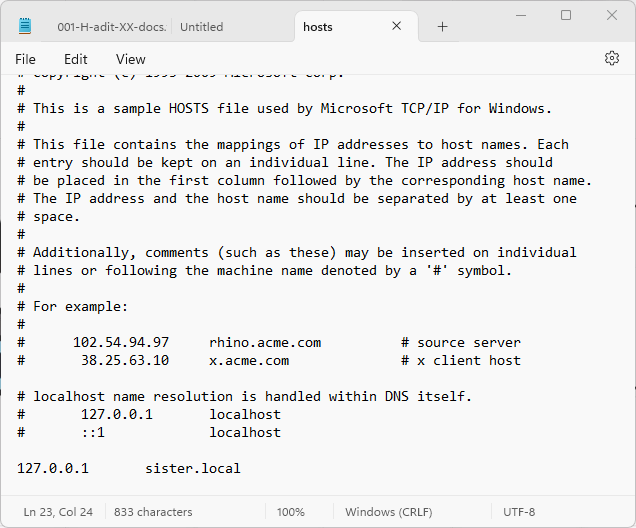 001-H-adit-XX-docs. Untitled hosts
File Edit View
# Copyright (c) 1993-2009 Microsoft Corp.
#
# This is a sample HOSTS file used by Microsoft TCP/IP for Windows.
#
# This file contains the mappings of IP addresses to host names. Each
# entry should be kept on an individual line. The IP address should
# be placed in the first column followed by the corresponding host name.
# The IP address and the host name should be separated by at least one
# space.
#
# Additionally, comments (such as these) may be inserted on individual
# lines or following the machine name denoted by a '#' symbol.
#
# For example:
#
#      102.54.94.97     rhino.acme.com          # source server
#       38.25.63.10     x.acme.com              # x client host
# localhost name resolution is handled within DNS itself.
#       127.0.0.1       localhost
#       ::1             localhost
127.0.0.1       sister.local
Ln 23, Col 24 833 characters 100% Windows (CRLF) UTF-8